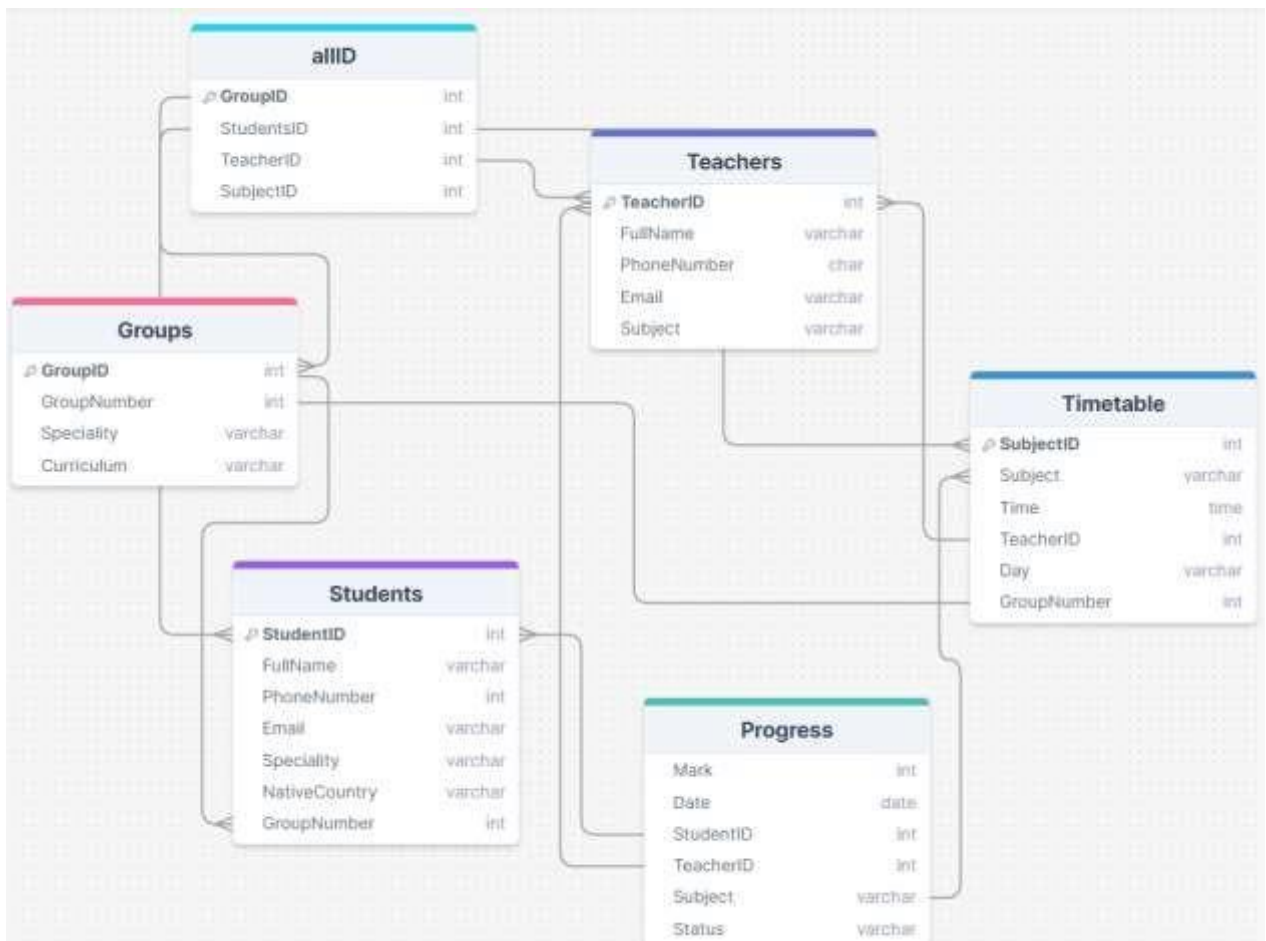 allID
GroupID int
StudentsID int
TeacherID int
SubjectID int
Teachers
TeacherID int
FullName varchar
PhoneNumber char
Email varchar
Subject varchar
Groups
GroupID int
GroupNumber int
Speciality varchar
Curriculum varchar
Timetable
SubjectID int
Subject varchar
Time time
TeacherID int
Day varchar
GroupNumber int
Students
StudentID int
FullName varchar
PhoneNumber int
Email varchar
Speciality varchar
NativeCountry varchar
GroupNumber int
Progress
Mark int
Date date
StudentID int
TeacherID int
Subject varchar
Status varchar